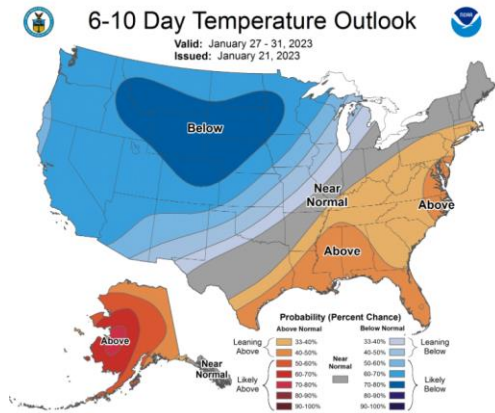 6-10 Day Temperature Outlook
Valid: January 27 - 31, 2023
Issued: January 21, 2023
NOAA
Below
Near
Normal
Above
Above
Above
Near
Normal
Probability (Percent Chance)
Above Normal
Below Normal
Leaning
Above
Likely
Above
33-40%
40-50%
50-60%
60-70%
70-80%
80-90%
90-100%
Near
Normal
33-40%
40-50%
50-60%
60-70%
70-80%
80-90%
90-100%
Leaning
Below
Likely
Below